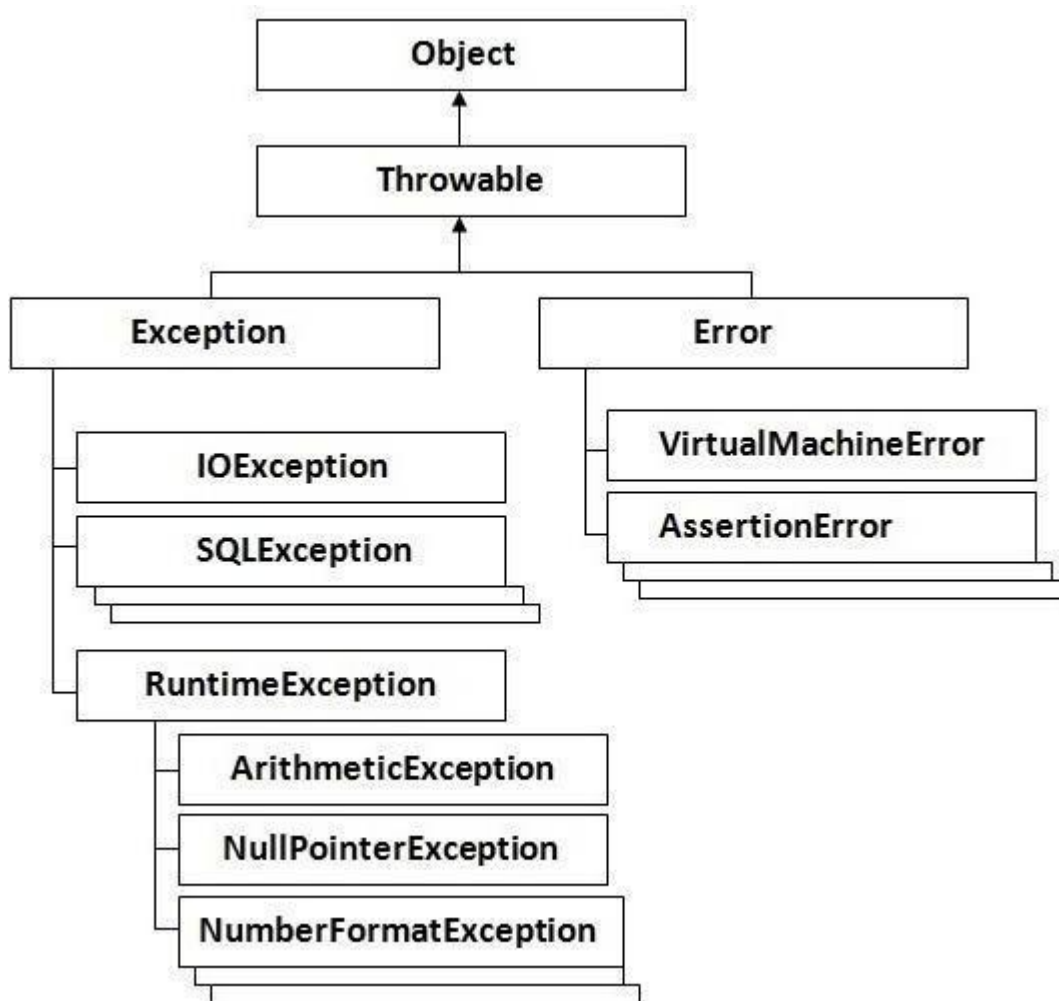 Object
Throwable
Exception
Error
IOException
SQLException
RuntimeException
ArithmeticException
NullPointerException
NumberFormatException
VirtualMachineError
AssertionError